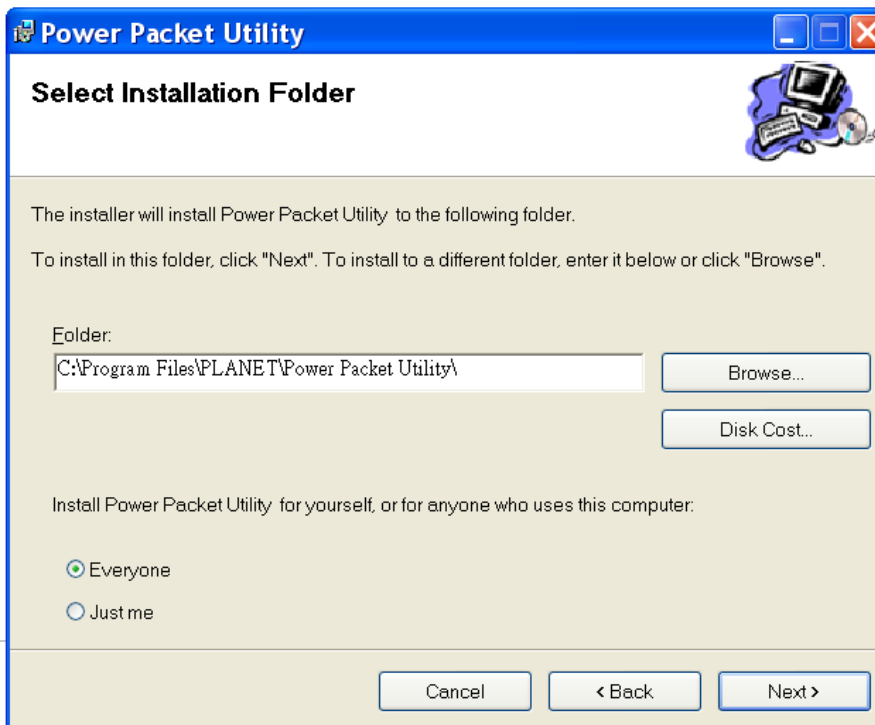 Power Packet Utility
Select Installation Folder
The installer will install Power Packet Utility to the following folder.
To install in this folder, click "Next". To install to a different folder, enter it below or click "Browse".
Folder:
C:\Program Files\PLANET\Power Packet Utility\
Browse...
Disk Cost...
Install Power Packet Utility for yourself, or for anyone who uses this computer:
Everyone
Just me
Cancel
< Back
Next >